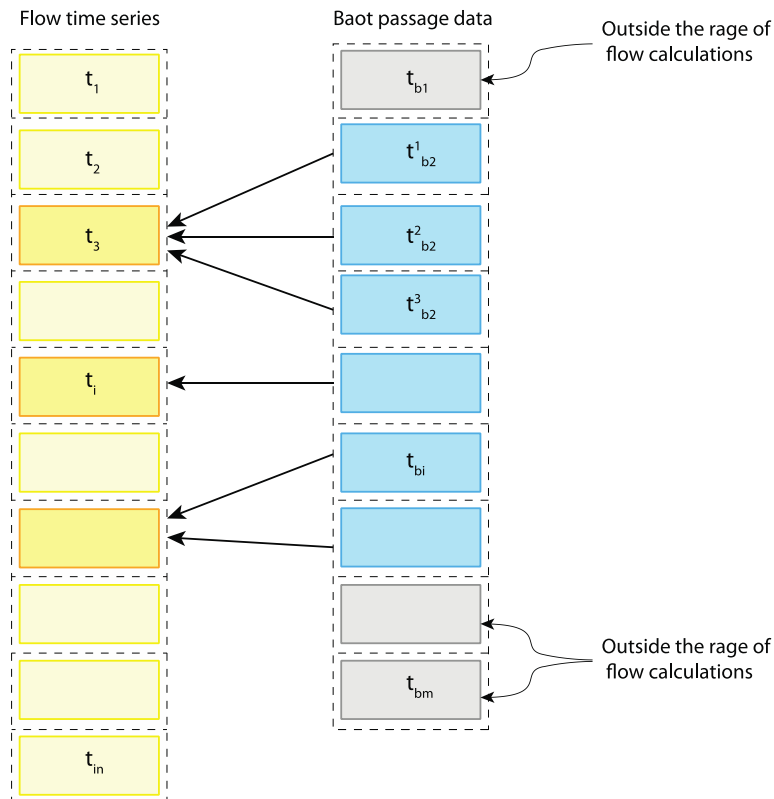 Flow time series
Baot passage data
Outside the rage of
flow calculations
t1
tb1
t2
t1b2
t3
t2b2
t3b2
ti
tbi
Outside the rage of
flow calculations
tbm
tin